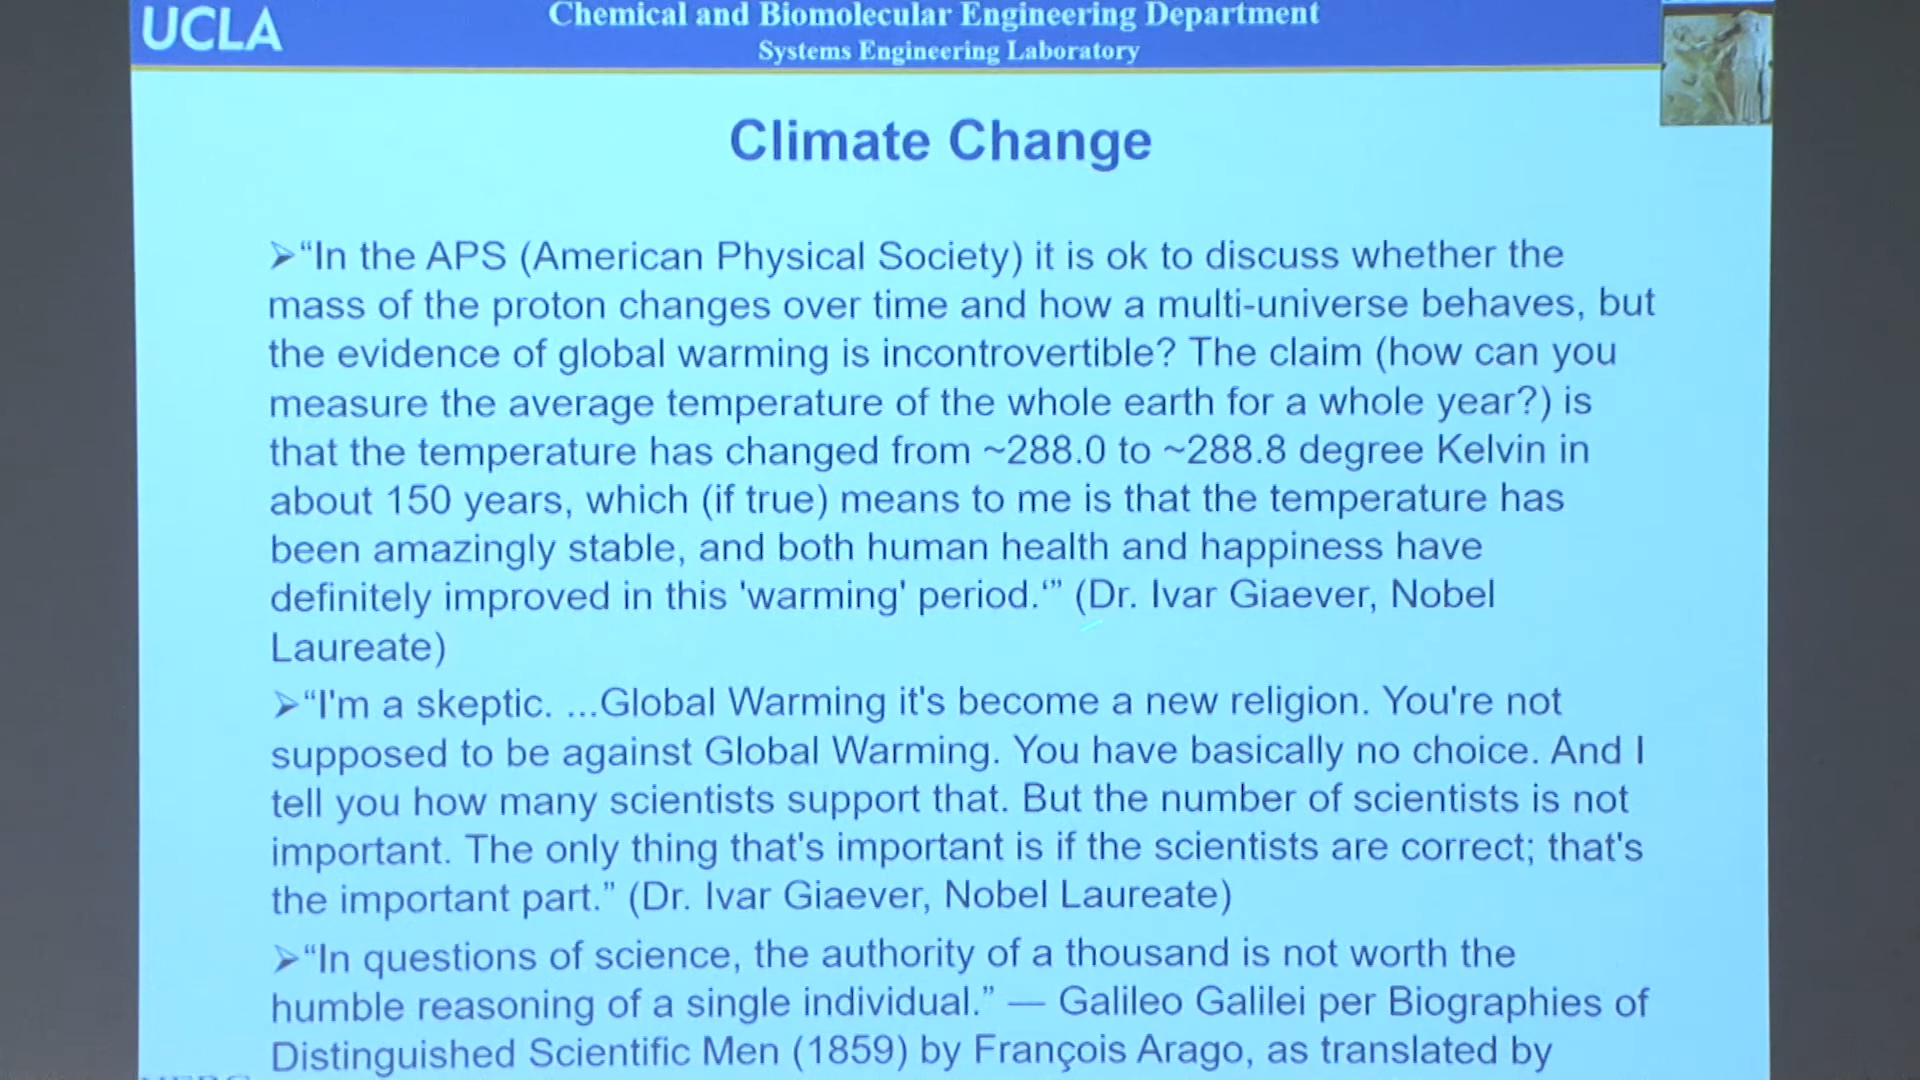 UCLA
Chemical and Biomolecular Engineering Department
Systems Engineering Laboratory
Climate Change
➢“In the APS (American Physical Society) it is ok to discuss whether the
mass of the proton changes over time and how a multi-universe behaves, but
the evidence of global warming is incontrovertible? The claim (how can you
measure the average temperature of the whole earth for a whole year?) is
that the temperature has changed from ~288.0 to ~288.8 degree Kelvin in
about 150 years, which (if true) means to me is that the temperature has
been amazingly stable, and both human health and happiness have
definitely improved in this 'warming' period.‘” (Dr. Ivar Giaever, Nobel
Laureate)
➢“I'm a skeptic. ...Global Warming it's become a new religion. You're not
supposed to be against Global Warming. You have basically no choice. And I
tell you how many scientists support that. But the number of scientists is not
important. The only thing that's important is if the scientists are correct; that's
the important part.” (Dr. Ivar Giaever, Nobel Laureate)
➢“In questions of science, the authority of a thousand is not worth the
humble reasoning of a single individual.” — Galileo Galilei per Biographies of
Distinguished Scientific Men (1859) by François Arago, as translated by